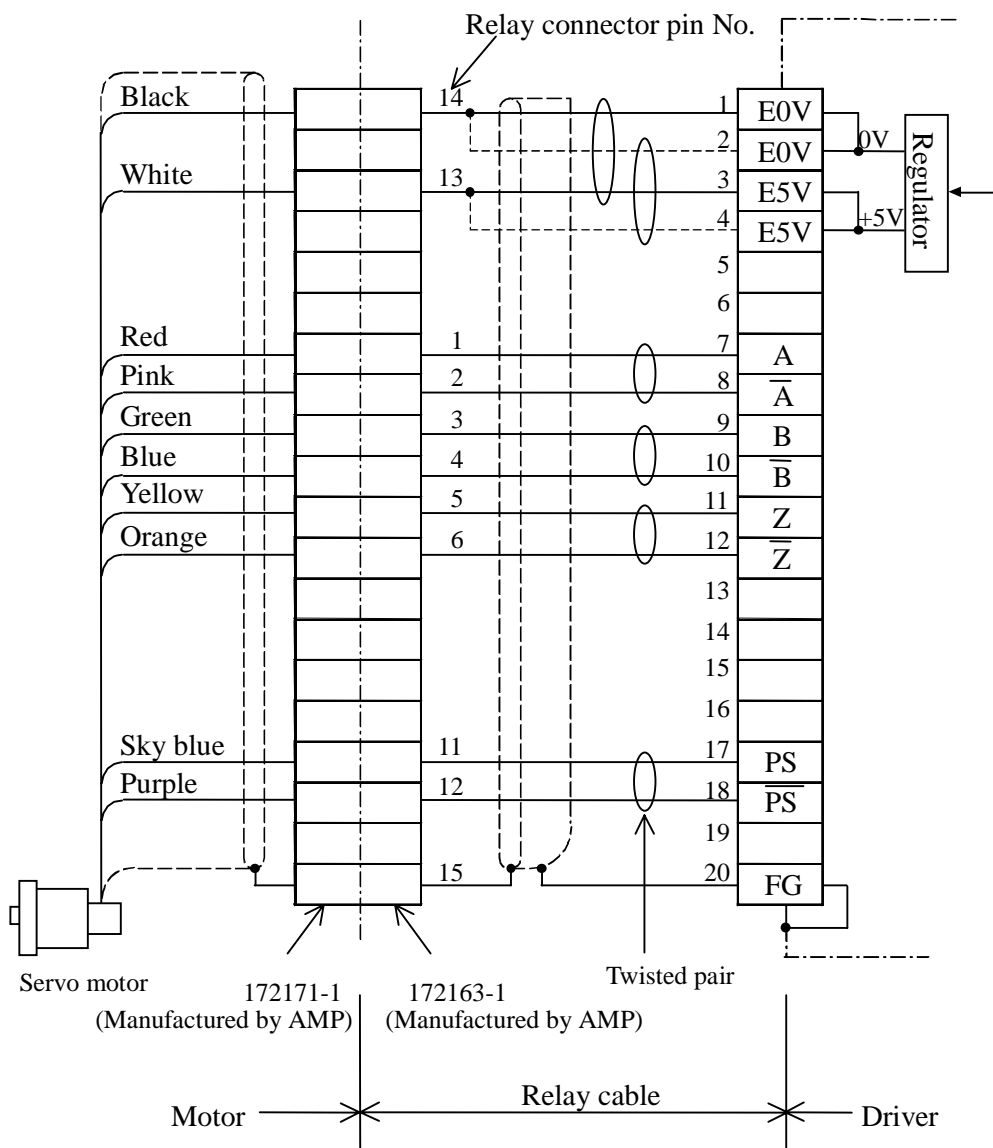 Relay connector pin No.
Black 14 1 E0V
2 E0V 0V
White 13 3 E5V
4 E5V +5V
Regulator
5
6
Red 1 7 A
Pink 2 8 A̅
Green 3 9 B
Blue 4 10 B̅
Yellow 5 11 Z
Orange 6 12 Z̅
13
14
15
16
Sky blue 11 17 PS
Purple 12 18 P̅S̅
19
15 20 FG
Servo motor
172171-1
(Manufactured by AMP)
172163-1
(Manufactured by AMP)
Twisted pair
Motor
Relay cable
Driver